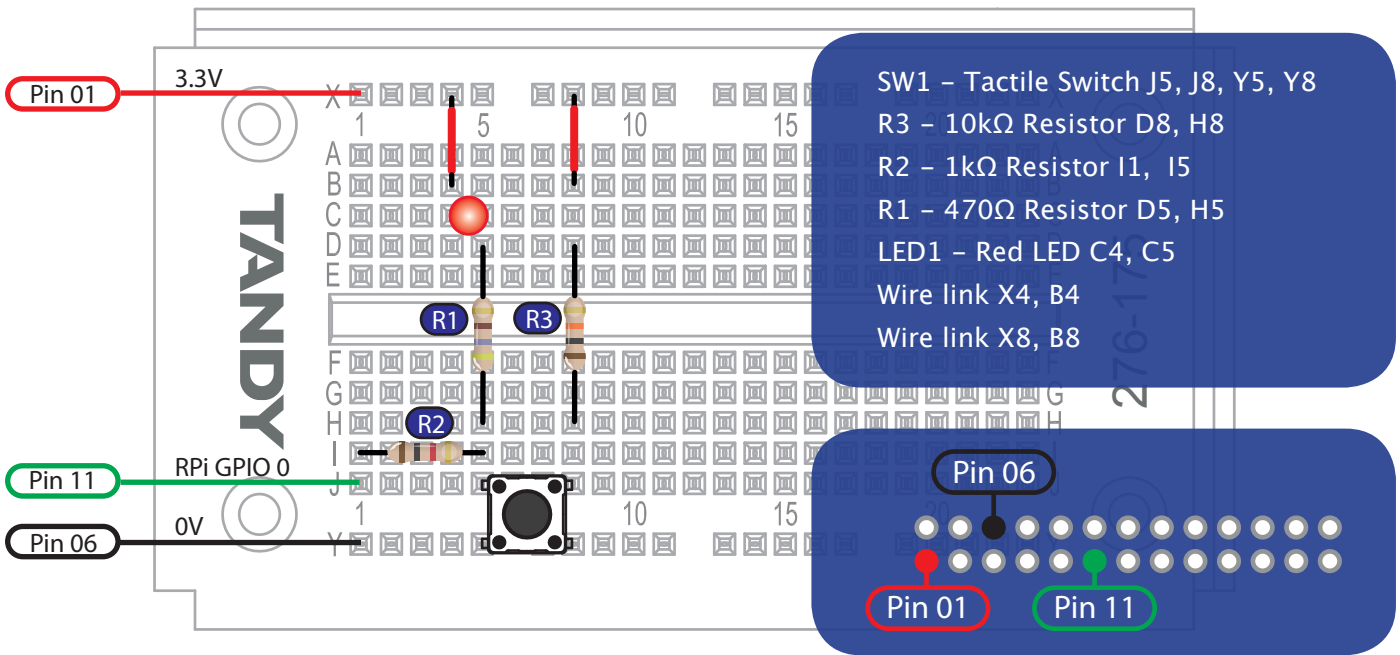 Pin 01
3.3V
X
1 5 10 15 20
A
B
C
D
E
TANDY
R1
R3
F
G
H
I
J
R2
RPi GPIO 0
Pin 11
0V
Pin 06
1 10 15 20
Y
SW1 – Tactile Switch J5, J8, Y5, Y8
R3 – 10kΩ Resistor D8, H8
R2 – 1kΩ Resistor I1, I5
R1 – 470Ω Resistor D5, H5
LED1 – Red LED C4, C5
Wire link X4, B4
Wire link X8, B8
276-175
F
G
H
Pin 06
Pin 01
Pin 11